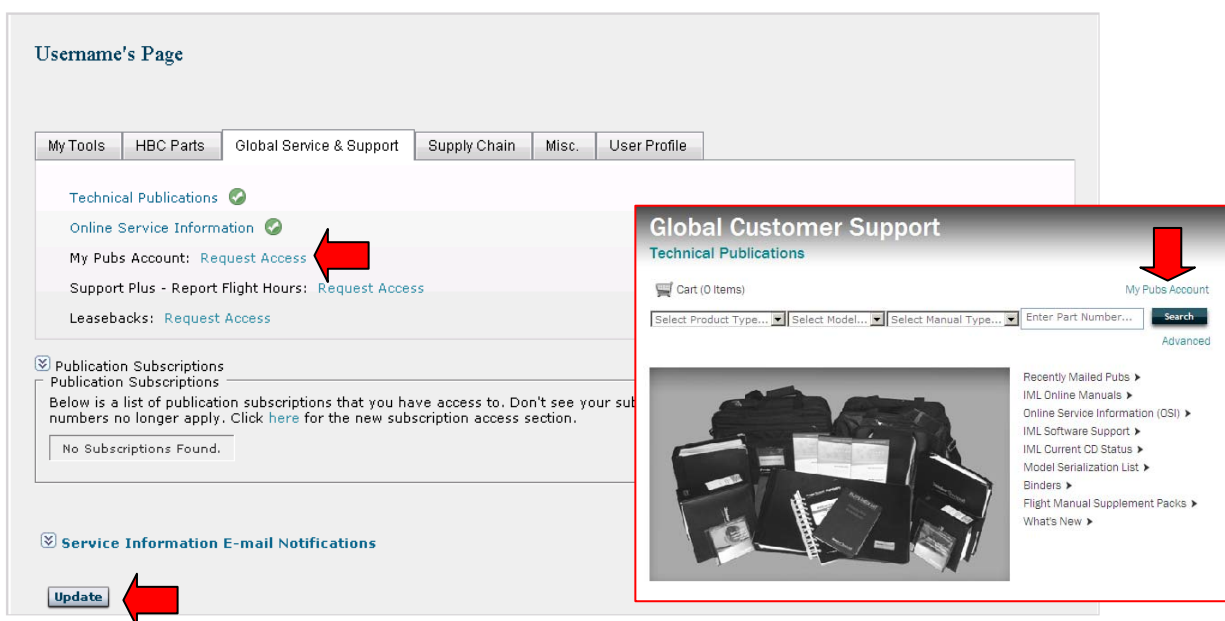 Username's Page
My Tools
HBC Parts
Global Service & Support
Supply Chain
Misc.
User Profile
Technical Publications
Online Service Information
My Pubs Account: Request Access
Support Plus - Report Flight Hours: Request Access
Leasebacks: Request Access
Publication Subscriptions
Publication Subscriptions
Below is a list of publication subscriptions that you have access to. Don't see your sub
numbers no longer apply. Click here for the new subscription access section.
No Subscriptions Found.
Service Information E-mail Notifications
Update
Global Customer Support
Technical Publications
Cart (0 Items)
My Pubs Account
Select Product Type...
Select Model...
Select Manual Type...
Enter Part Number...
Search
Advanced
Recently Mailed Pubs
IML Online Manuals
Online Service Information (OSI)
IML Software Support
IML Current CD Status
Model Serialization List
Binders
Flight Manual Supplement Packs
What's New